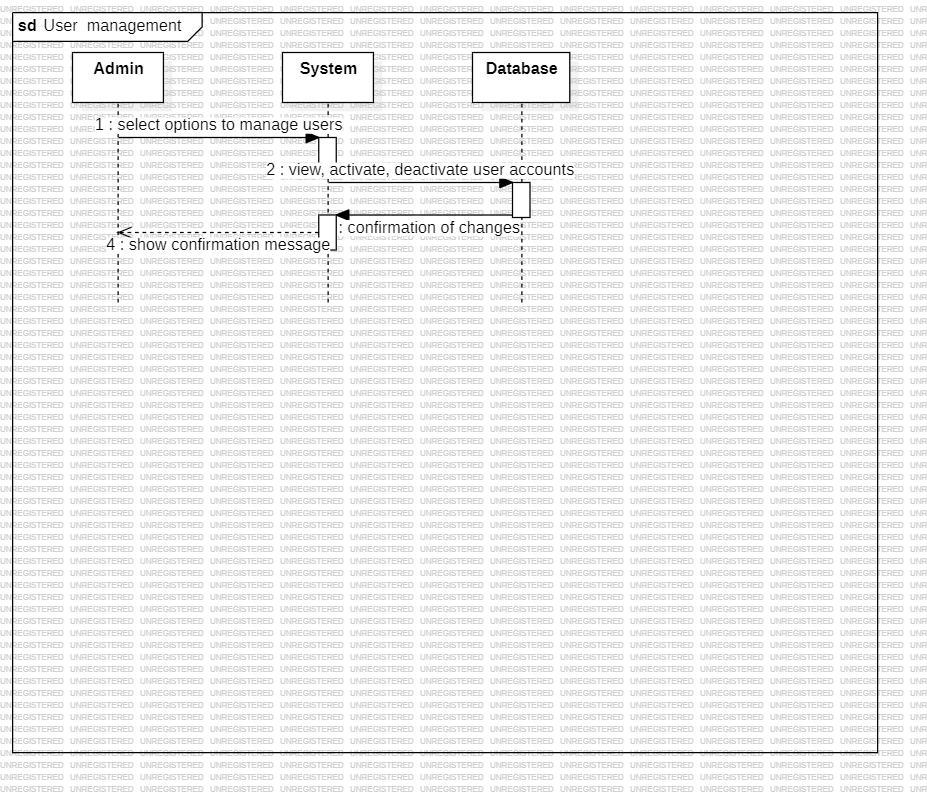 sd User management
Admin
System
Database
1 : select options to manage users
2 : view, activate, deactivate user accounts
: confirmation of changes
4 : show confirmation message
UNREGISTERED